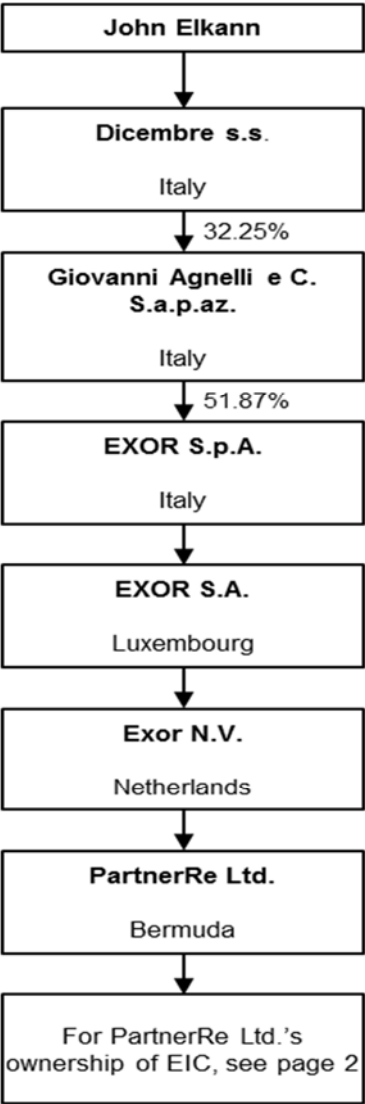 John Elkann
Dicembre s.s.
Italy
32.25%
Giovanni Agnelli e C.
S.a.p.az.
Italy
51.87%
EXOR S.p.A.
Italy
EXOR S.A.
Luxembourg
Exor N.V.
Netherlands
PartnerRe Ltd.
Bermuda
For PartnerRe Ltd.'s
ownership of EIC, see page 2